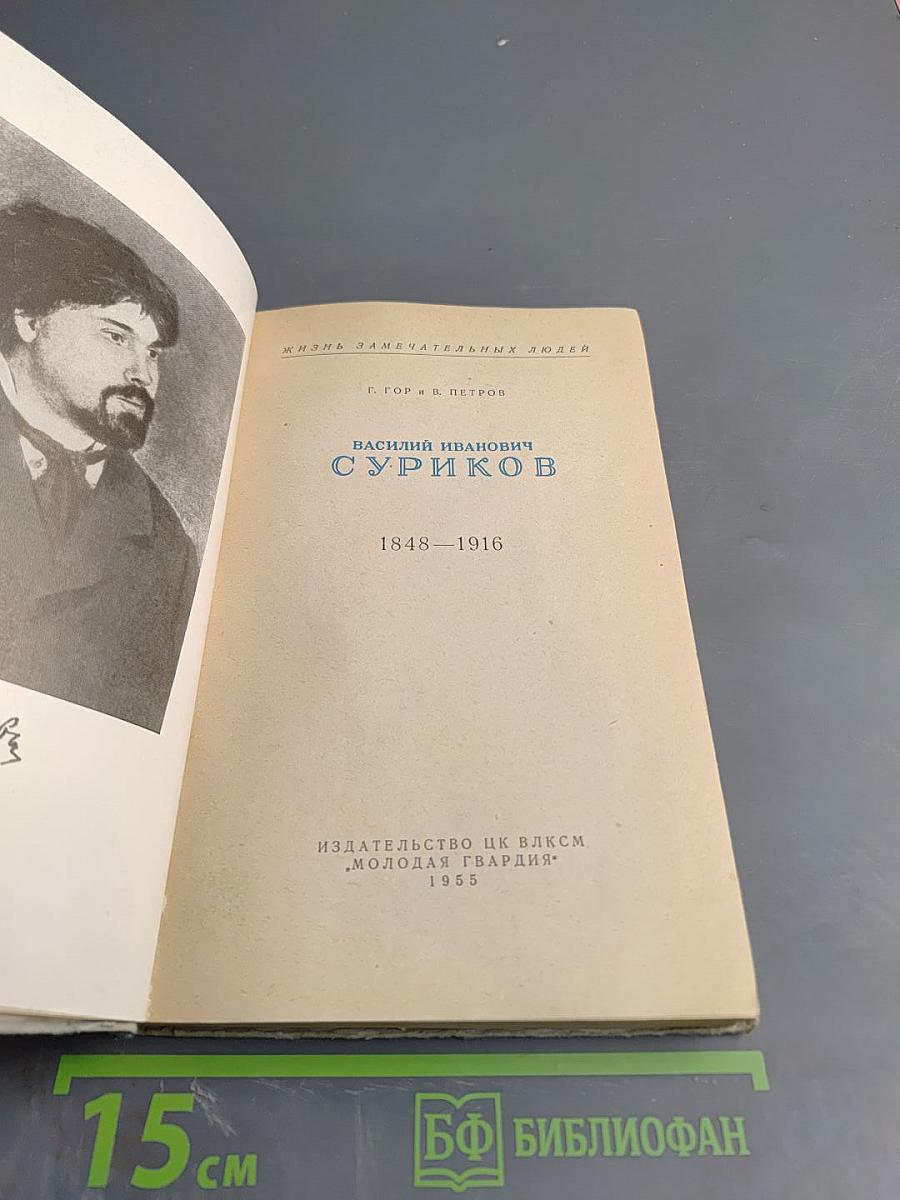 ЖИЗНЬ ЗАМЕЧАТЕЛЬНЫХ ЛЮДЕЙ
Г. ГОР и В. ПЕТРОВ
ВАСИЛИЙ ИВАНОВИЧ
СУРИКОВ
1848—1916
ИЗДАТЕЛЬСТВО ЦК ВЛКСМ
„МОЛОДАЯ ГВАРДИЯ“
1955
15 см
БФ БИБЛИОФАН